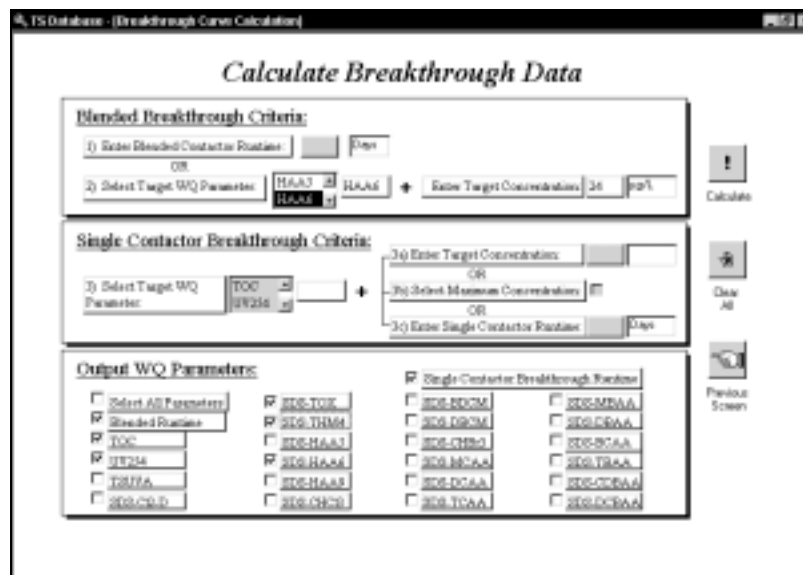 TS Database - [Breakthrough Curve Calculation]
Calculate Breakthrough Data
Blended Breakthrough Criteria:
1) Enter Blended Contactor Runtime: Days
OR
2) Select Target WQ Parameter: HAA5 HAA6 HAA6 + Enter Target Concentration: 24 µg/L
! Calculate
Single Contactor Breakthrough Criteria:
3) Select Target WQ Parameter: TOC UV254 +
3a) Enter Target Concentration:
OR
3b) Select Maximum Concentration:
OR
3c) Enter Single Contactor Runtime: Days
Clear All
Previous Screen
Output WQ Parameters:
Single Contactor Breakthrough Runtime
Select All Parameters
Blended Runtime
TOC
UV254
TSUVA
SDS-Cl2-D
SDS-TOX
SDS-THM4
SDS-HAA5
SDS-HAA6
SDS-HAA9
SDS-CHCl3
SDS-BDCM
SDS-DBCM
SDS-CHBr3
SDS-MCAA
SDS-DCAA
SDS-TCAA
SDS-MBAA
SDS-DBAA
SDS-BCAA
SDS-TBAA
SDS-CDBAA
SDS-DCBAA